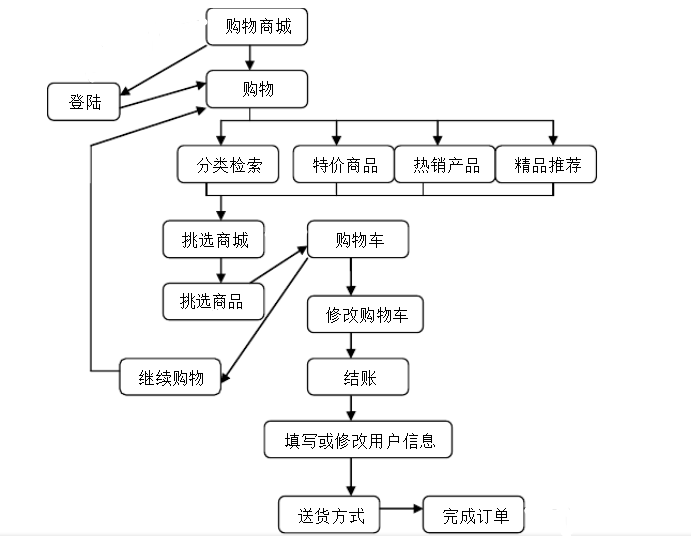 购物商城
购物
登陆
分类检索
特价商品
热销产品
精品推荐
挑选商城
购物车
挑选商品
修改购物车
继续购物
结账
填写或修改用户信息
送货方式
完成订单